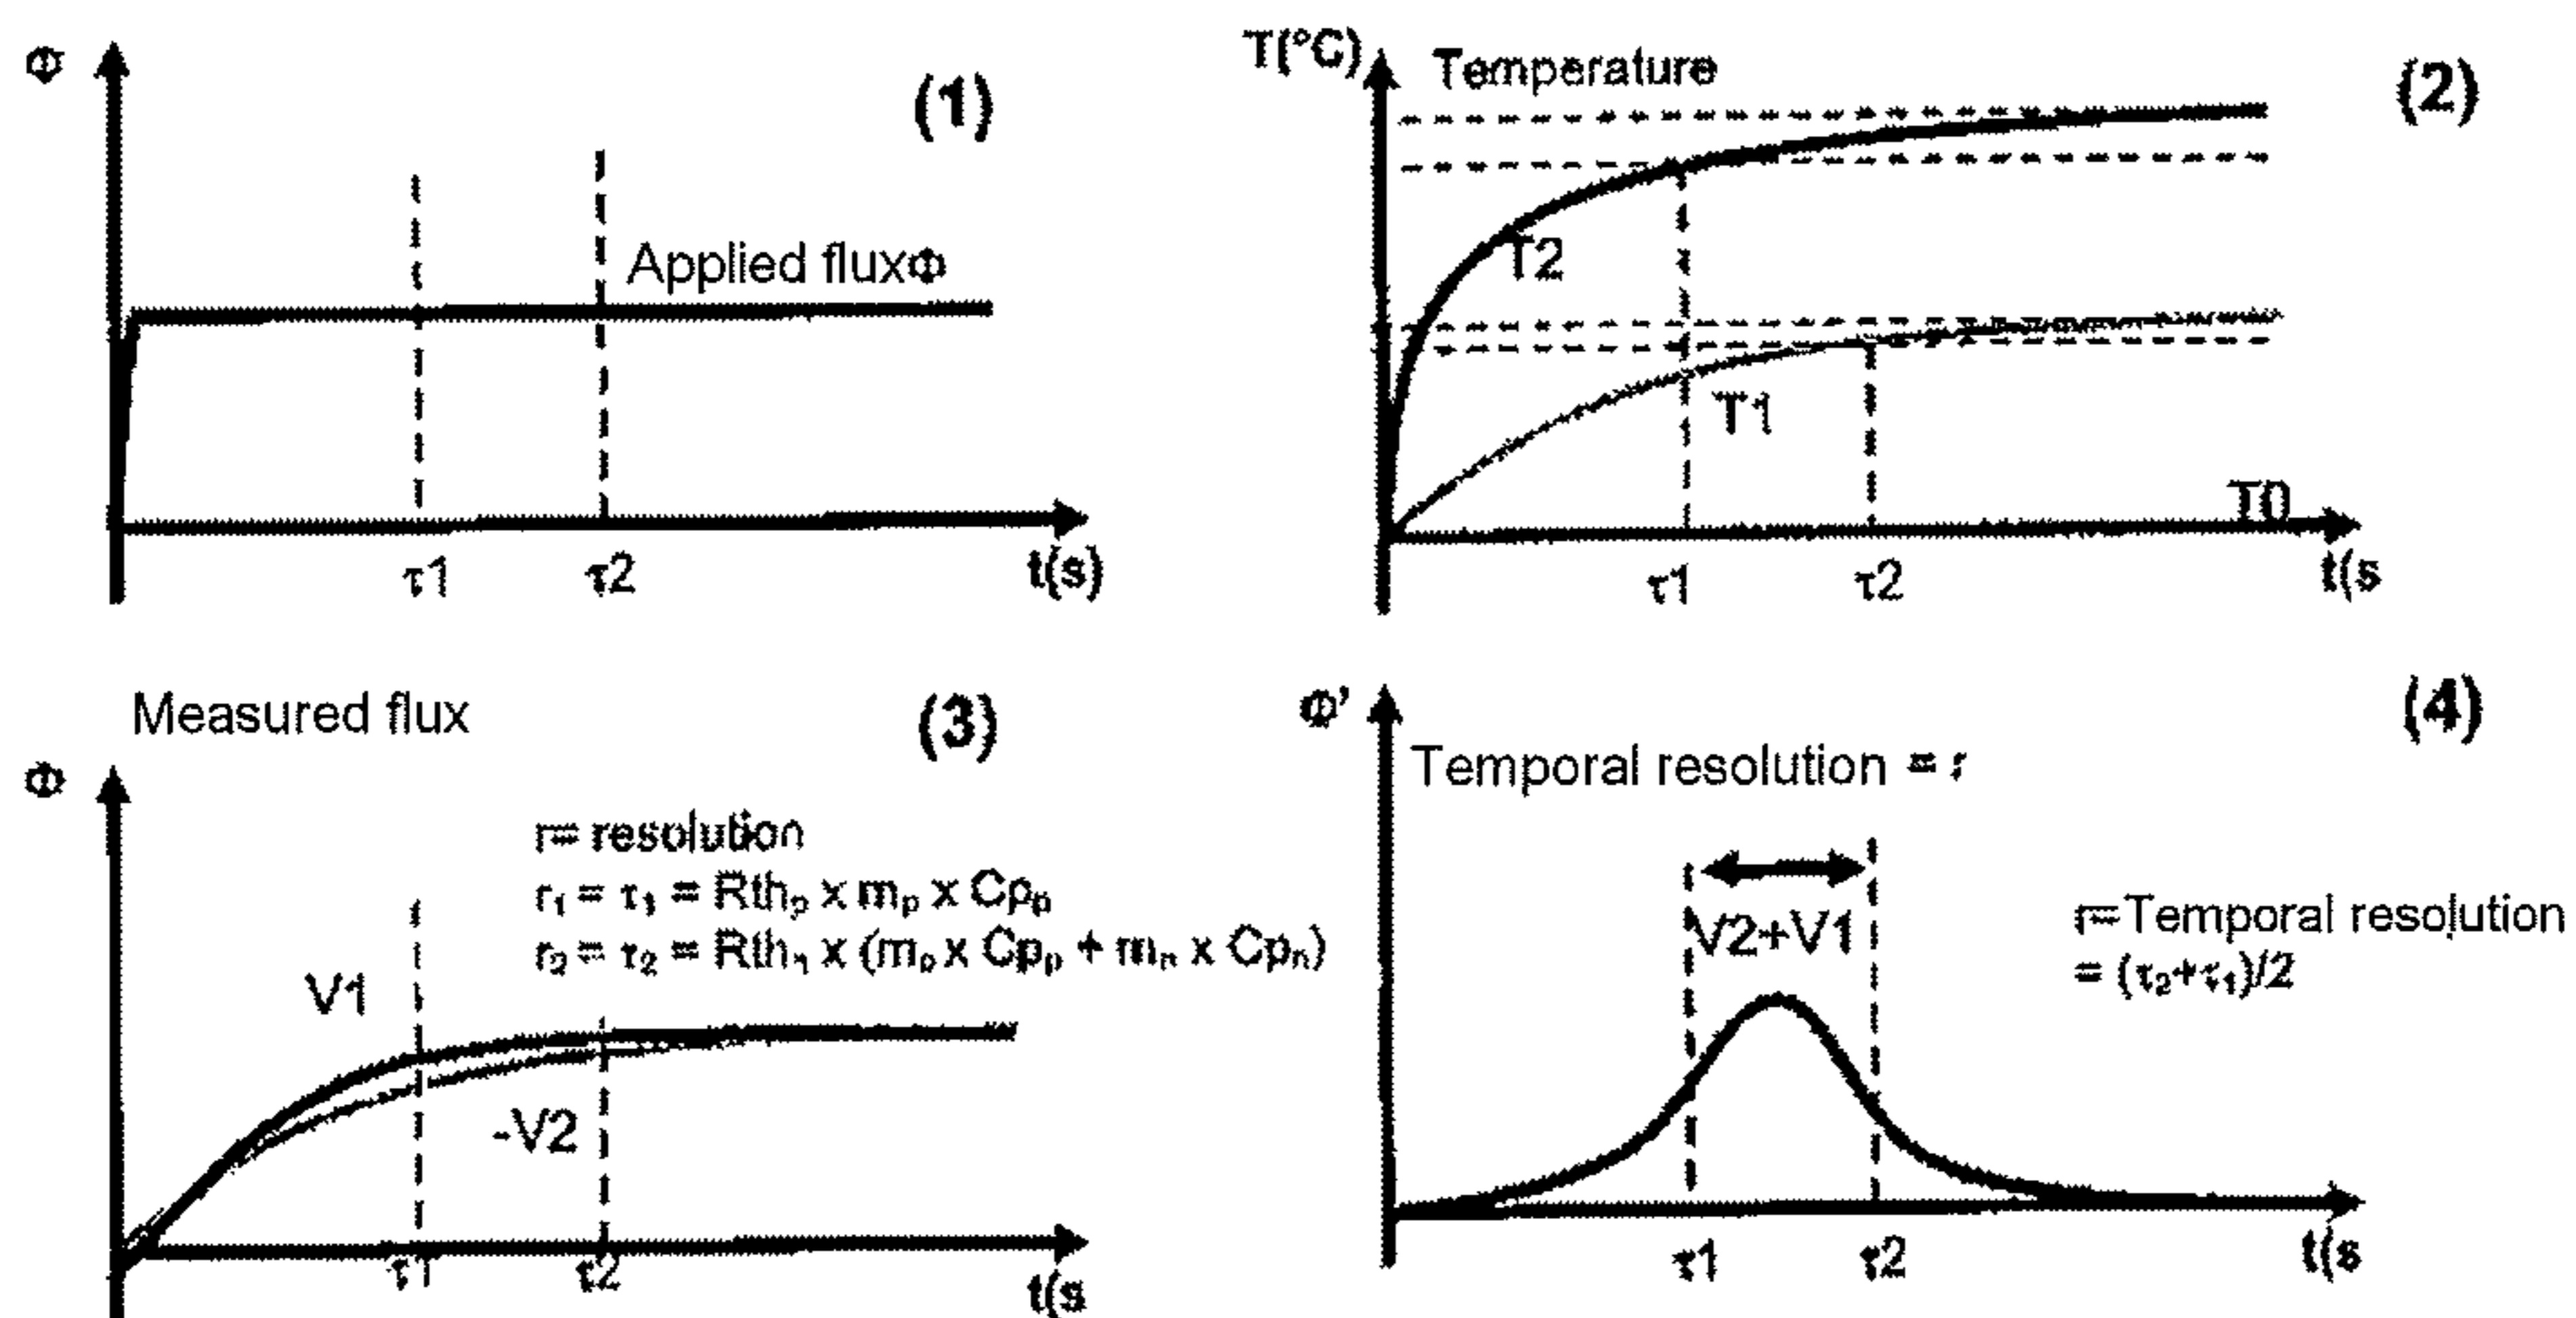 Φ
(1)
Applied fluxΦ
τ1
τ2
t(s)
T(°C)
Temperature
(2)
T2
T1
T0
τ1
τ2
t(s
Measured flux
(3)
Φ
r= resolution
r₁ = τ₁ = Rthₚ x mₚ x Cpₚ
r₂ = τ₂ = Rthₙ x (mₚ x Cpₚ + mₙ x Cpₙ)
V1
-V2
τ1
τ2
t(s
Φ'
(4)
Temporal resolution = r
V2+V1
r=Temporal resolution
= (τ₂+τ₁)/2
τ1
τ2
t(s